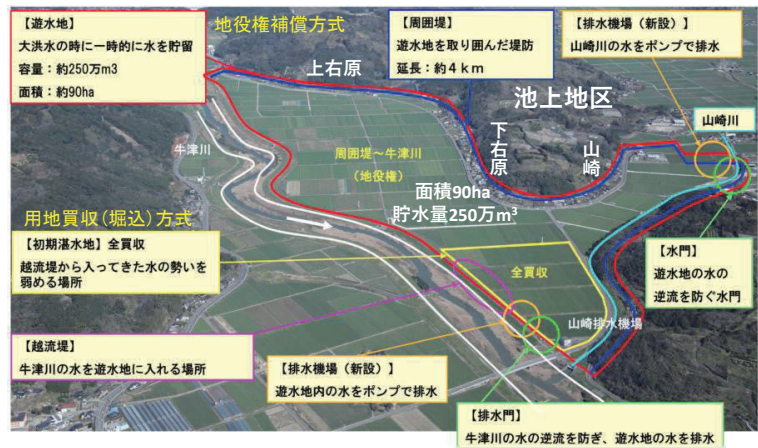 【遊水地】
大洪水の時に一時的に水を貯留
容量：約250万m3
面積：約90ha
地役権補償方式
【周囲堤】
遊水地を取り囲んだ堤防
延長：約４ｋｍ
【排水機場（新設）】
山崎川の水をポンプで排水
上右原
池上地区
山崎川
下右原
山崎
牛津川
周囲堤～牛津川
（地役権）
面積90ha
貯水量250万m³
用地買収（堀込）方式
【初期湛水地】全買収
越流堤から入ってきた水の勢いを
弱める場所
全買収
【水門】
遊水地の水の
逆流を防ぐ水門
山崎排水機場
【越流堤】
牛津川の水を遊水地に入れる場所
【排水機場（新設）】
遊水地内の水をポンプで排水
【排水門】
牛津川の水の逆流を防ぎ、遊水地の水を排水